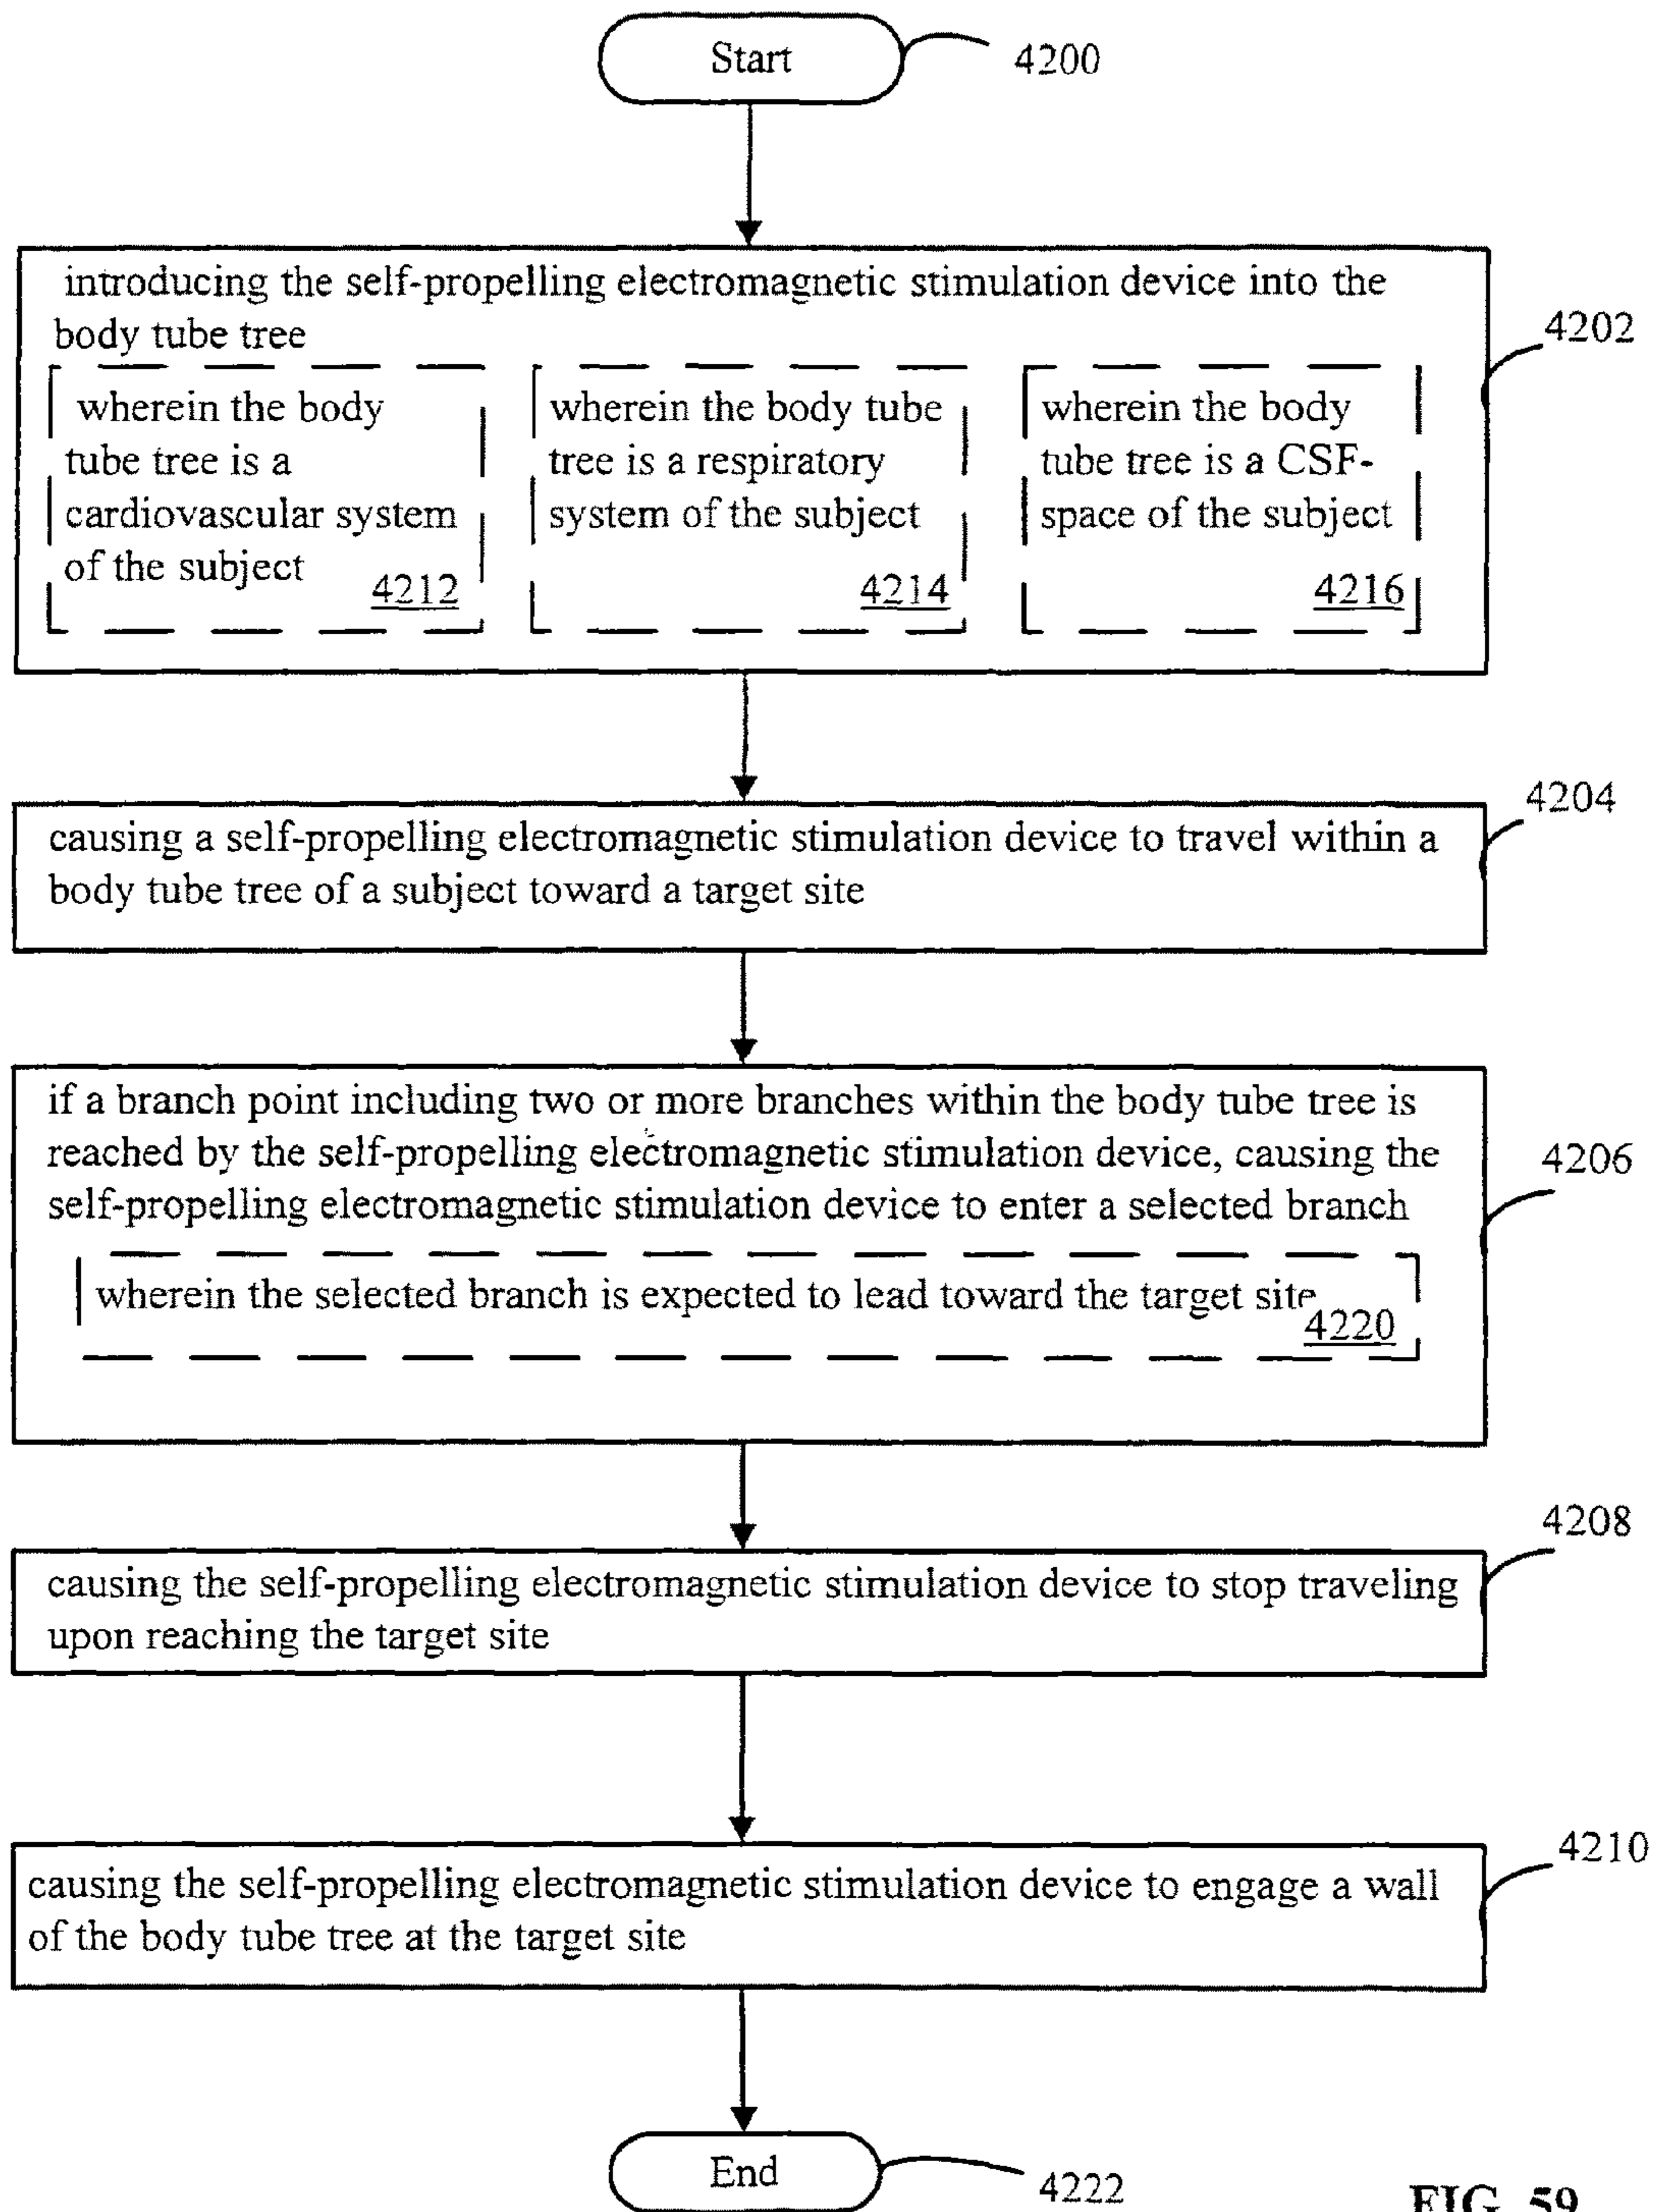 Start
4200
introducing the self-propelling electromagnetic stimulation device into the
body tube tree
4202
wherein the body
tube tree is a
cardiovascular system
of the subject
4212
wherein the body tube
tree is a respiratory
system of the subject
4214
wherein the body
tube tree is a CSF-
space of the subject
4216
4204
causing a self-propelling electromagnetic stimulation device to travel within a
body tube tree of a subject toward a target site
if a branch point including two or more branches within the body tube tree is
reached by the self-propelling electromagnetic stimulation device, causing the
self-propelling electromagnetic stimulation device to enter a selected branch
4206
wherein the selected branch is expected to lead toward the target site
4220
4208
causing the self-propelling electromagnetic stimulation device to stop traveling
upon reaching the target site
4210
causing the self-propelling electromagnetic stimulation device to engage a wall
of the body tube tree at the target site
End
4222
FIG. 59